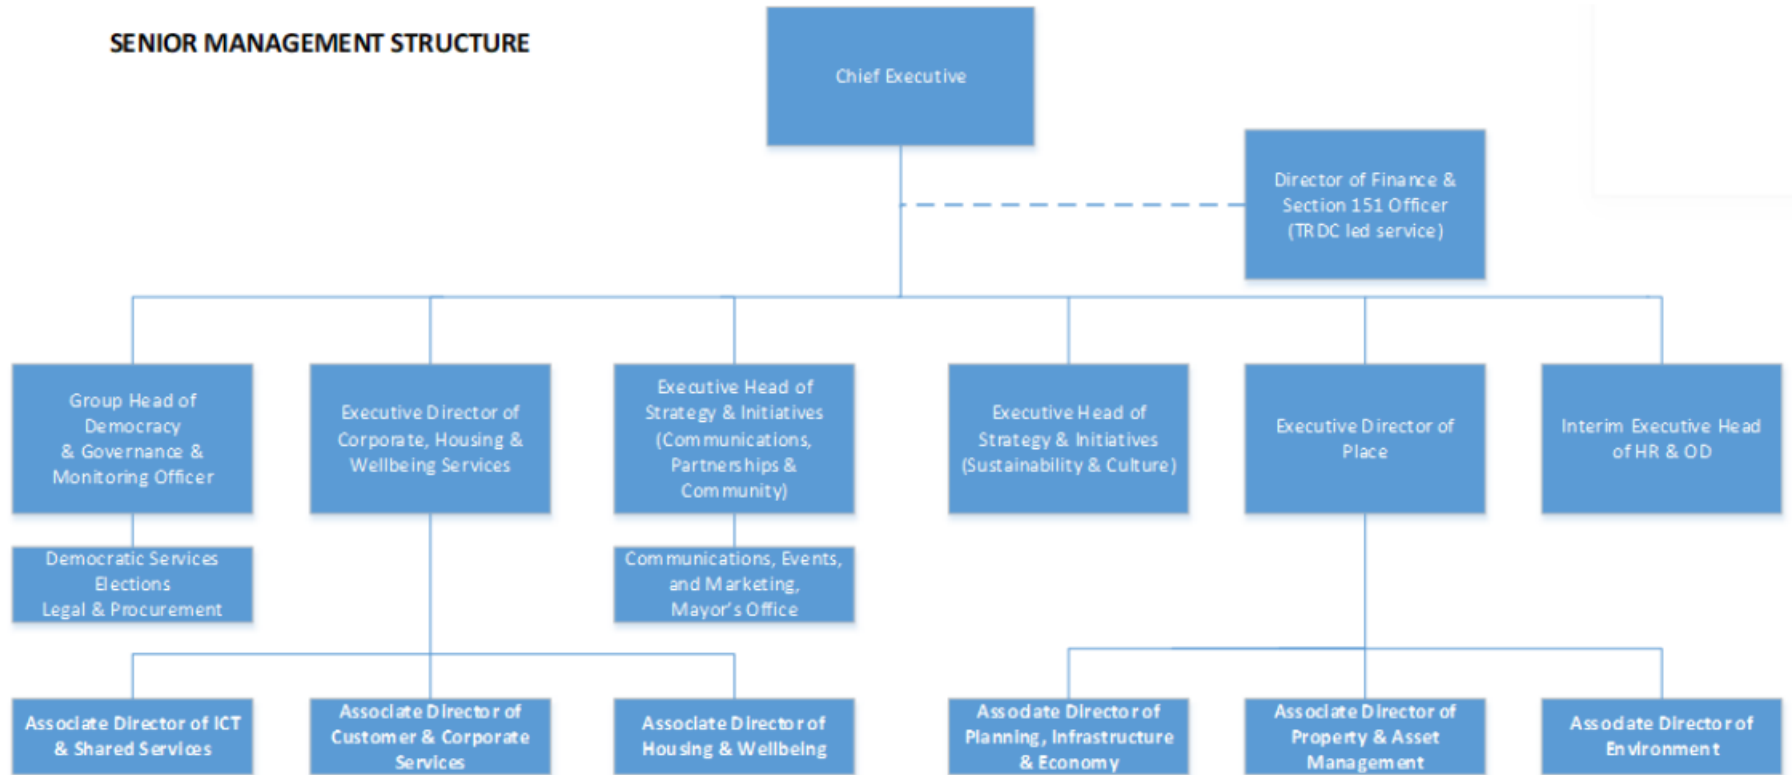 SENIOR MANAGEMENT STRUCTURE
Chief Executive
Director of Finance &
Section 151 Officer
(TRDC led service)
Group Head of
Democracy
& Governance &
Monitoring Officer
Executive Director of
Corporate, Housing &
Wellbeing Services
Executive Head of
Strategy & Initiatives
(Communications,
Partnerships &
Community)
Executive Head of
Strategy & Initiatives
(Sustainability & Culture)
Executive Director of
Place
Interim Executive Head
of HR & OD
Democratic Services
Elections
Legal & Procurement
Communications, Events,
and Marketing,
Mayor's Office
Associate Director of ICT
& Shared Services
Associate Director of
Customer & Corporate
Services
Associate Director of
Housing & Wellbeing
Associate Director of
Planning, Infrastructure
& Economy
Associate Director of
Property & Asset
Management
Associate Director of
Environment